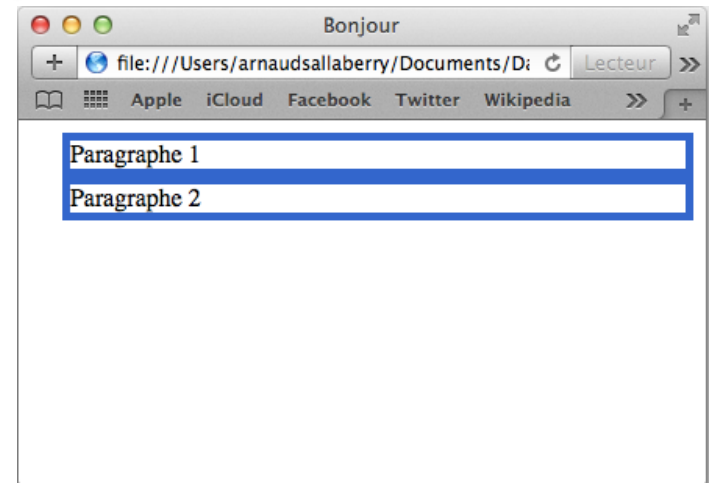 Bonjour
+ file:///Users/arnaudsallaberry/Documents/Da Lecteur >>
Apple iCloud Facebook Twitter Wikipedia >> +
Paragraphe 1
Paragraphe 2